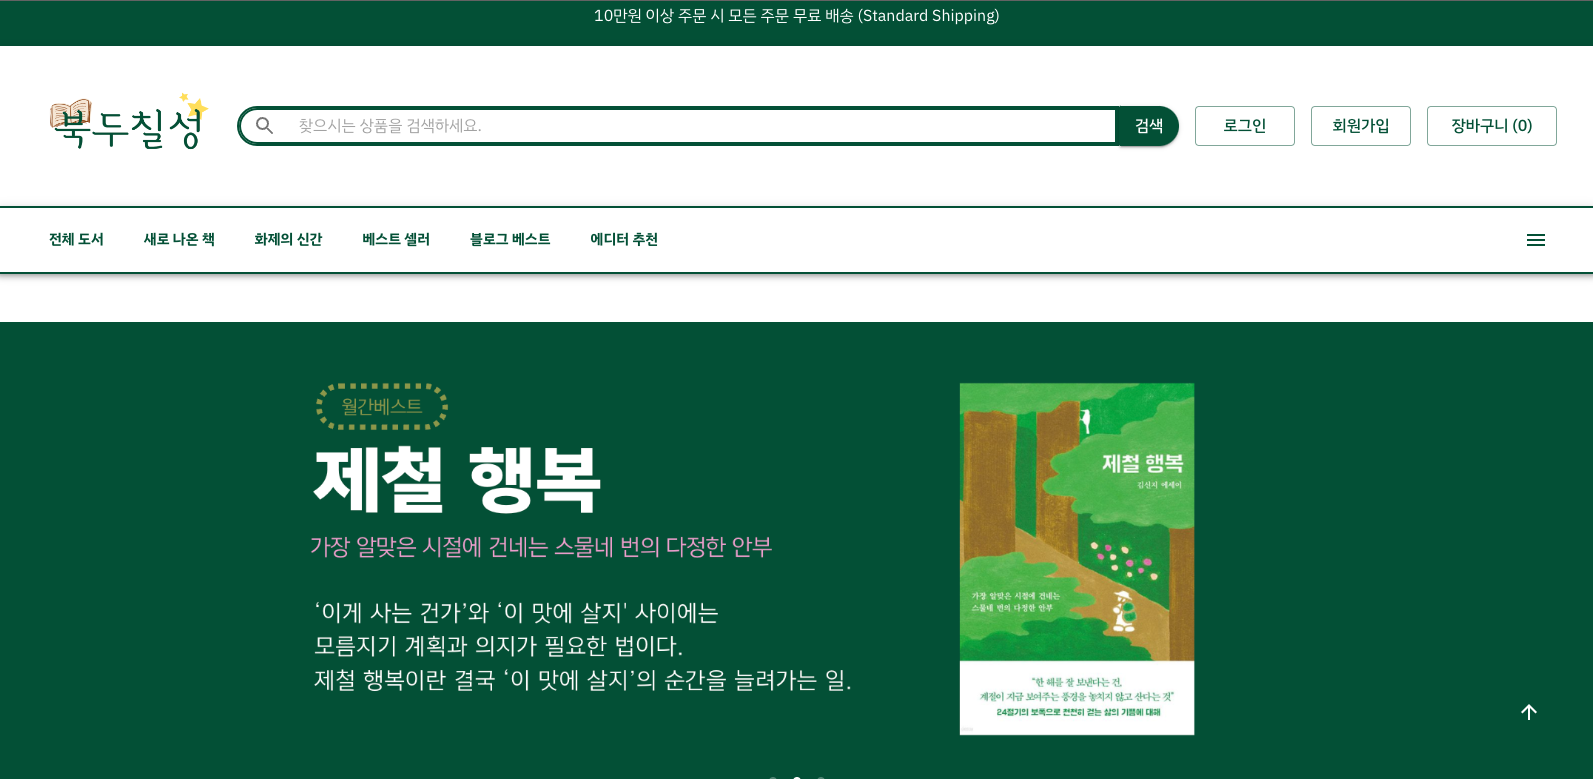 10만원 이상 주문 시 모든 주문 무료 배송 (Standard Shipping)
북두칠성
찾으시는 상품을 검색하세요.
검색
로그인
회원가입
장바구니 (0)
전체 도서
새로 나온 책
화제의 신간
베스트 셀러
블로그 베스트
에디터 추천
월간베스트
제철 행복
가장 알맞은 시절에 건네는 스물네 번의 다정한 안부
‘이게 사는 건가’와 ‘이 맛에 살지' 사이에는
모름지기 계획과 의지가 필요한 법이다.
제철 행복이란 결국 ‘이 맛에 살지’의 순간을 늘려가는 일.
제철 행복
김신지 에세이
가장 알맞은 시절에 건네는
스물네 번의 다정한 안부
“한 해를 잘 보낸다는 건,
계절이 지금 보여주는 풍경을 놓치지 않고 산다는 것”
24절기의 보폭으로 천천히 걷는 삶의 기쁨에 대해